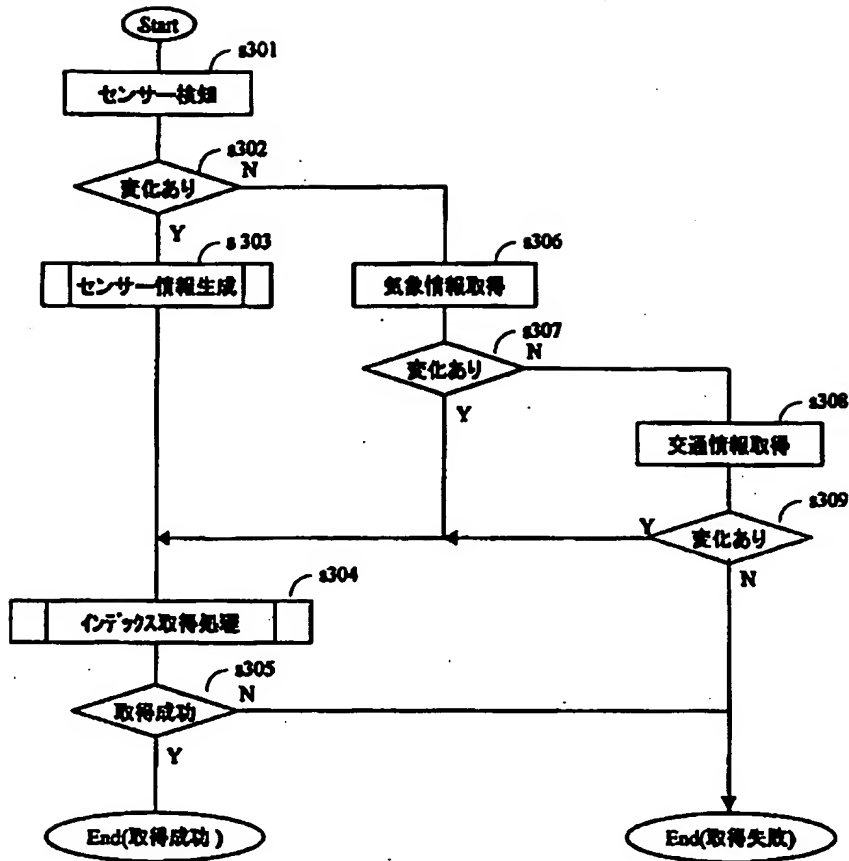 Start
s301
センサー検知
s302
変化あり
N
Y
s303
センサー情報生成
s306
気象情報取得
s307
変化あり
N
Y
s308
交通情報取得
s309
変化あり
Y
N
s304
インデックス取得処理
s305
取得成功
N
Y
End(取得成功)
End(取得失敗)